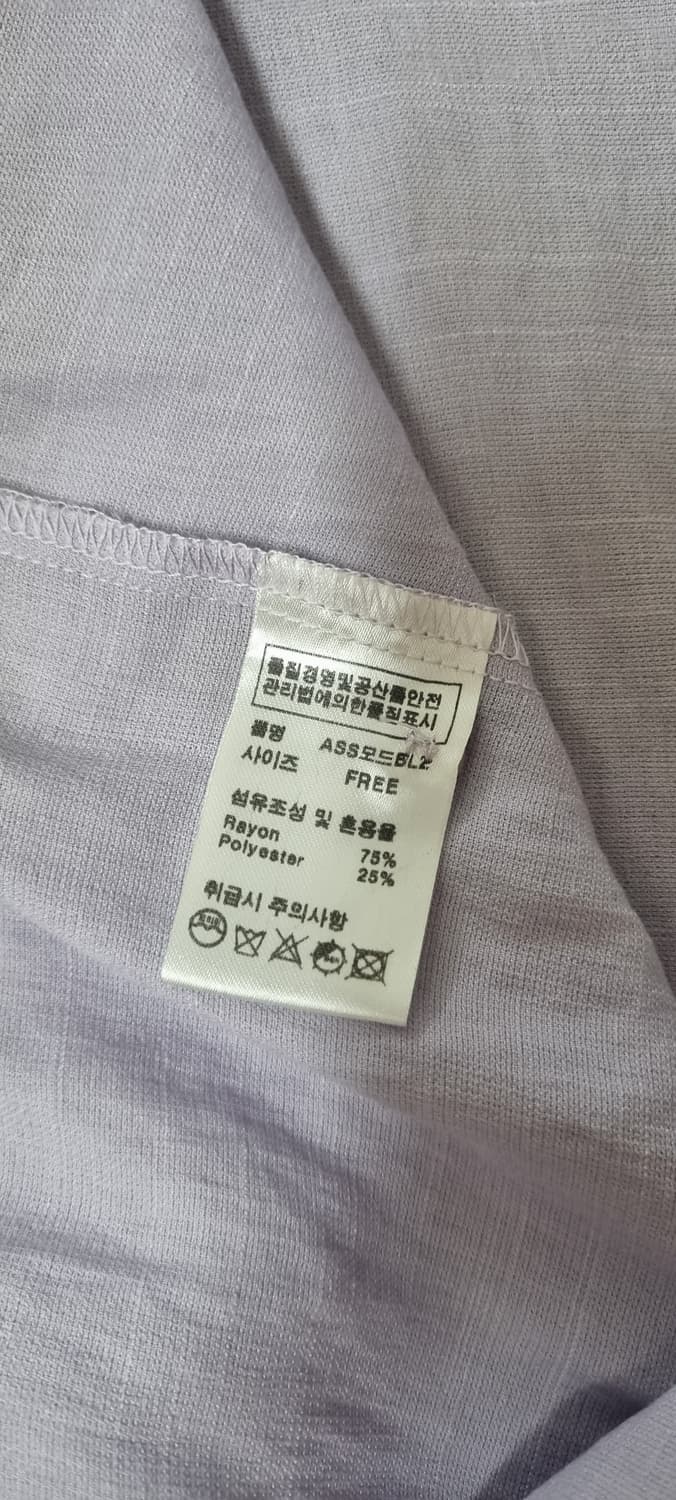 품질경영및공산품안전
관리법에의한품질표시
품명 ASS모드BL2
사이즈 FREE
섬유조성 및 혼용율
Rayon 75%
Polyester 25%
취급시 주의사항